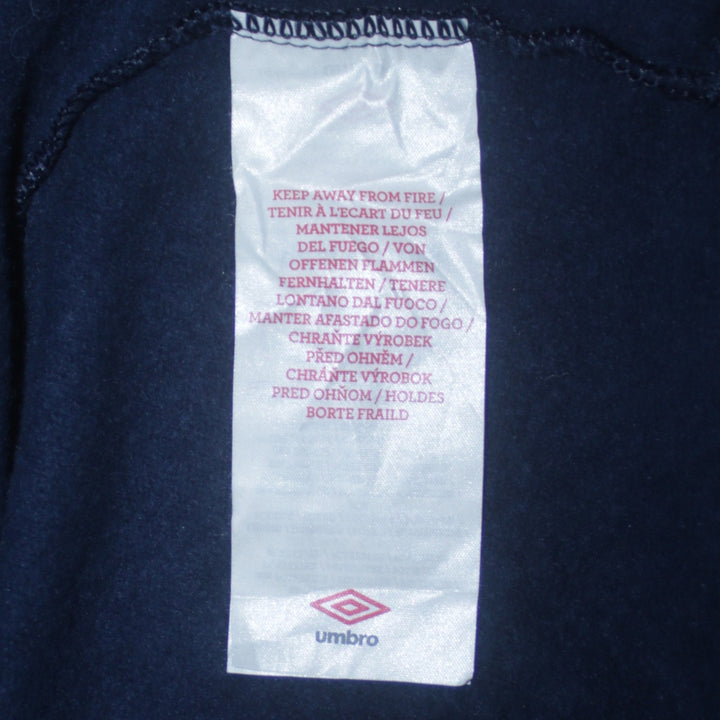 KEEP AWAY FROM FIRE /
TENIR À L'ECART DU FEU /
MANTENER LEJOS
DEL FUEGO / VON
OFFENEN FLAMMEN
FERNHALTEN / TENERE
LONTANO DAL FUOCO /
MANTER AFASTADO DO FOGO /
CHRAŇTE VÝROBEK
PŘED OHNĚM /
CHRÁŇTE VÝROBOK
PRED OHŇOM / HOLDES
BORTE FRAILD
umbro